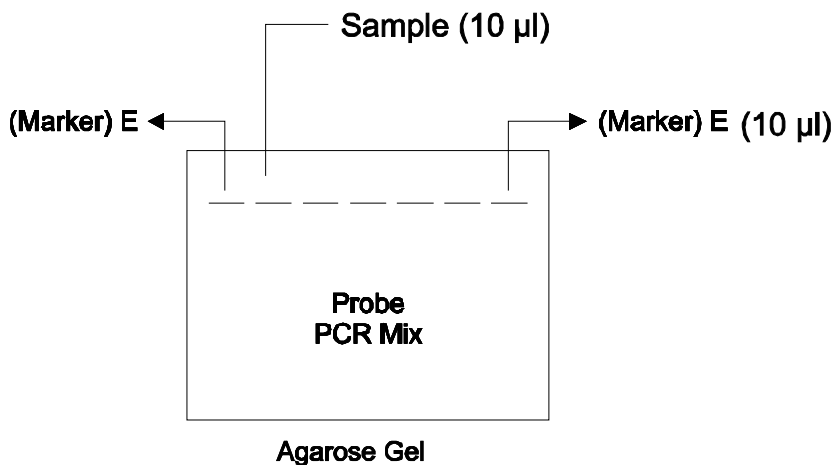 Sample (10 µl)
(Marker) E
(Marker) E (10 µl)
Probe
PCR Mix
Agarose Gel